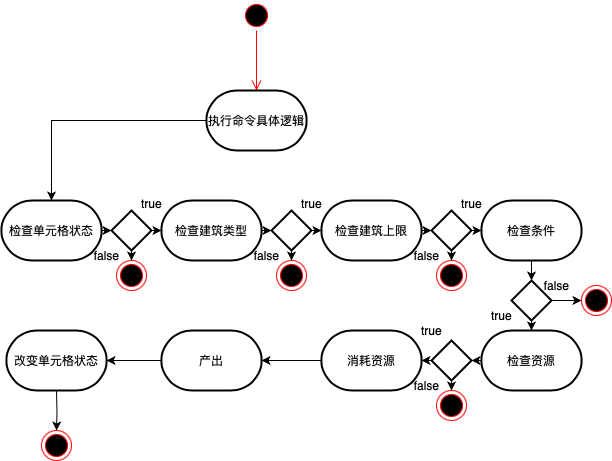 执行命令具体逻辑
检查单元格状态
true
false
检查建筑类型
true
false
检查建筑上限
true
false
检查条件
false
true
检查资源
true
false
消耗资源
产出
改变单元格状态